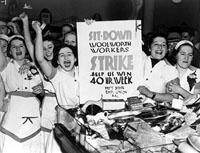 SIT-DOWN
WOOLWORTH
WORKERS
STRIKE
HELP US WIN
40 HR. WEEK